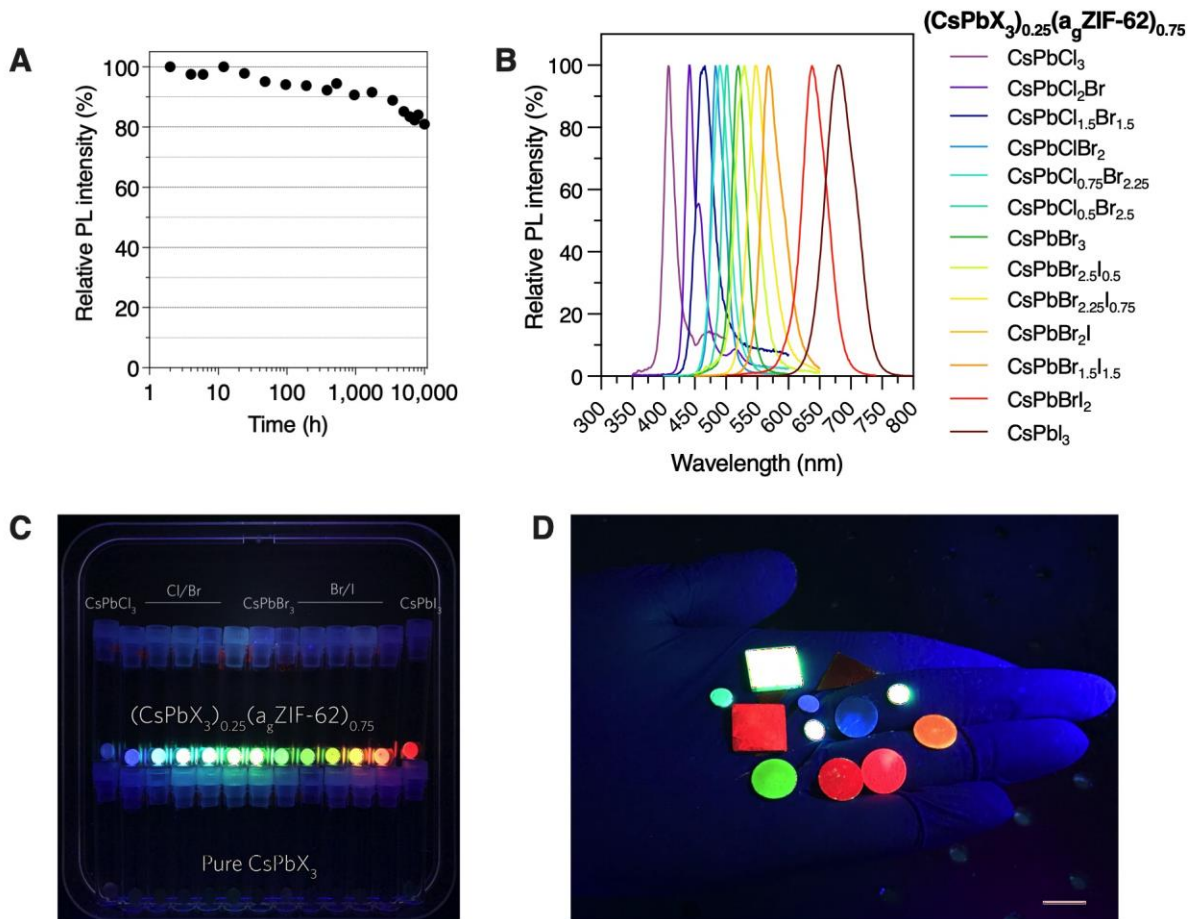 A
Relative PL intensity (%)
100
80
60
40
20
0
1
10
100
1,000
10,000
Time (h)
B
Relative PL intensity (%)
100
80
60
40
20
0
300
350
400
450
500
550
600
650
700
750
800
Wavelength (nm)
(CsPbX₃)₀.₂₅(a_gZIF-62)₀.₇₅
CsPbCl₃
CsPbCl₂Br
CsPbCl₁.₅Br₁.₅
CsPbClBr₂
CsPbCl₀.₇₅Br₂.₂₅
CsPbCl₀.₅Br₂.₅
CsPbBr₃
CsPbBr₂.₅I₀.₅
CsPbBr₂.₂₅I₀.₇₅
CsPbBr₂I
CsPbBr₁.₅I₁.₅
CsPbBrI₂
CsPbI₃
C
Cl/Br
Br/I
CsPbCl₃
CsPbBr₃
CsPbI₃
(CsPbX₃)₀.₂₅(a_gZIF-62)₀.₇₅
Pure CsPbX₃
D